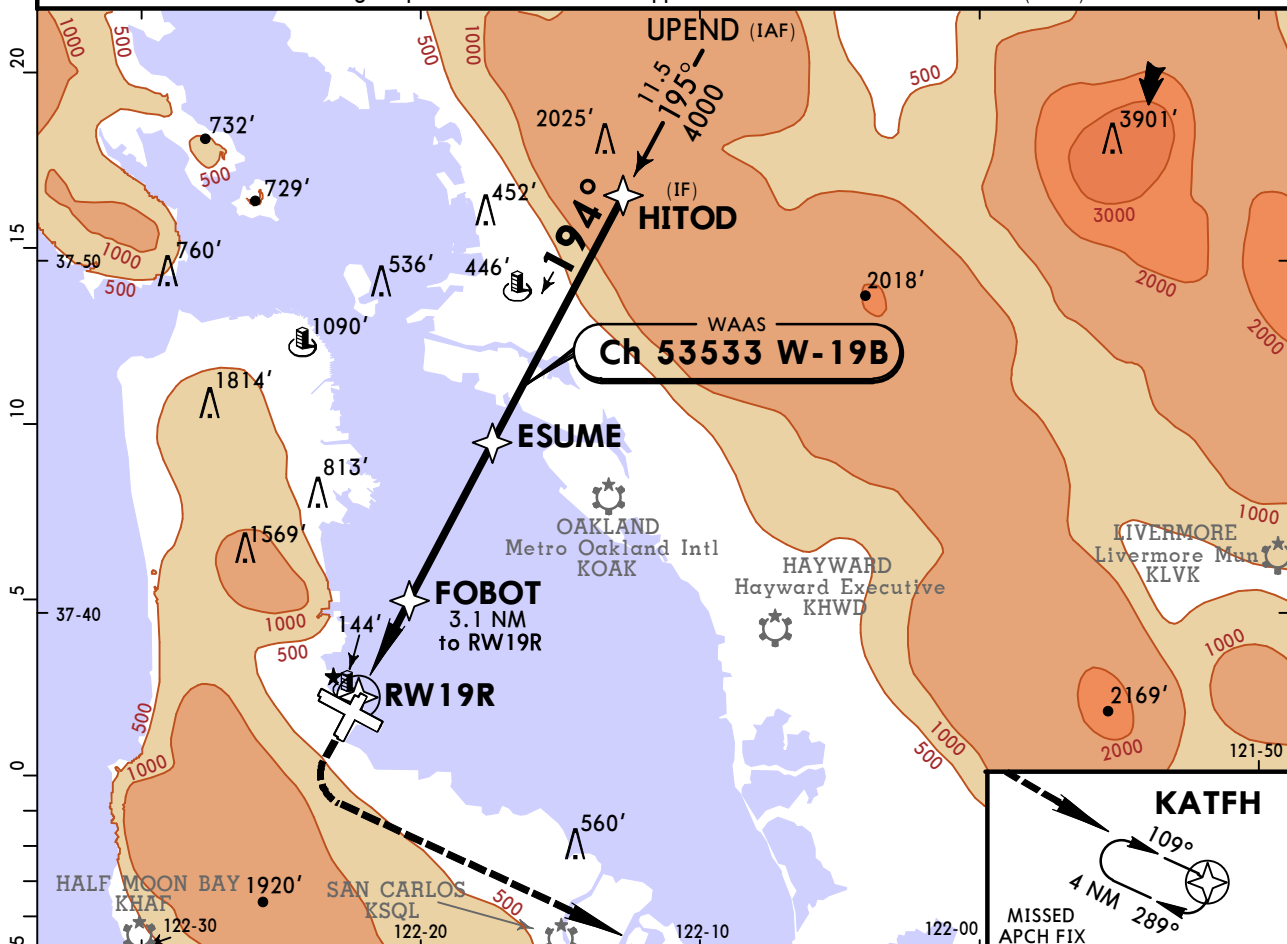 UPEND (IAF)
11.5
195°
4000
500
1000
500
1000
500
20
732'
500
729'
2025'
3901'
3000
2000
2000
452'
(IF)
HITOD
194°
15
37-50
1000
500
760'
536'
446'
2018'
1090'
WAAS
Ch 53533 W-19B
1814'
10
ESUME
813'
1569'
OAKLAND
Metro Oakland Intl
KOAK
1000
LIVERMORE
Livermore Mun
KLVK
HAYWARD
Hayward Executive
KHWD
5
37-40
FOBOT
3.1 NM
to RW19R
1000
500
144'
1000
RW19R
500
2169'
2000
1000
500
121-50
0
1000
KATFH
109°
4 NM
289°
MISSED
APCH FIX
560'
HALF MOON BAY
KHAF
1920'
SAN CARLOS
KSQL
500
122-30
122-20
122-10
122-00
5